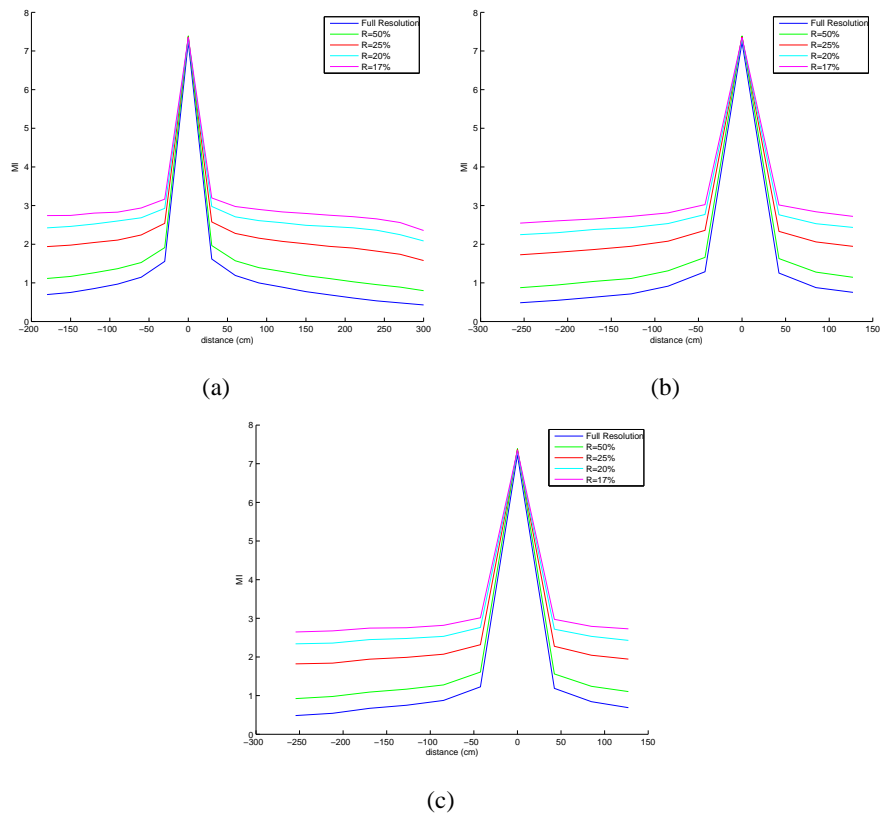 8
7
6
5
4
3
2
1
0
MI
−200 −150 −100 −50 0 50 100 150 200 250 300
distance (cm)
Full Resolution
R=50%
R=25%
R=20%
R=17%
(a)
8
7
6
5
4
3
2
1
0
MI
−300 −250 −200 −150 −100 −50 0 50 100 150
distance (cm)
Full Resolution
R=50%
R=25%
R=20%
R=17%
(b)
8
7
6
5
4
3
2
1
0
MI
−300 −250 −200 −150 −100 −50 0 50 100 150
distance (cm)
Full Resolution
R=50%
R=25%
R=20%
R=17%
(c)